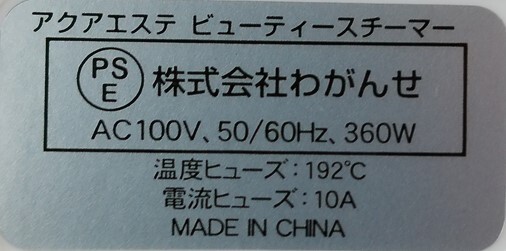 アクアエステ ビューティースチーマー
PS
E
株式会社わがんせ
AC100V、50/60Hz、360W
温度ヒューズ：192℃
電流ヒューズ：10A
MADE IN CHINA